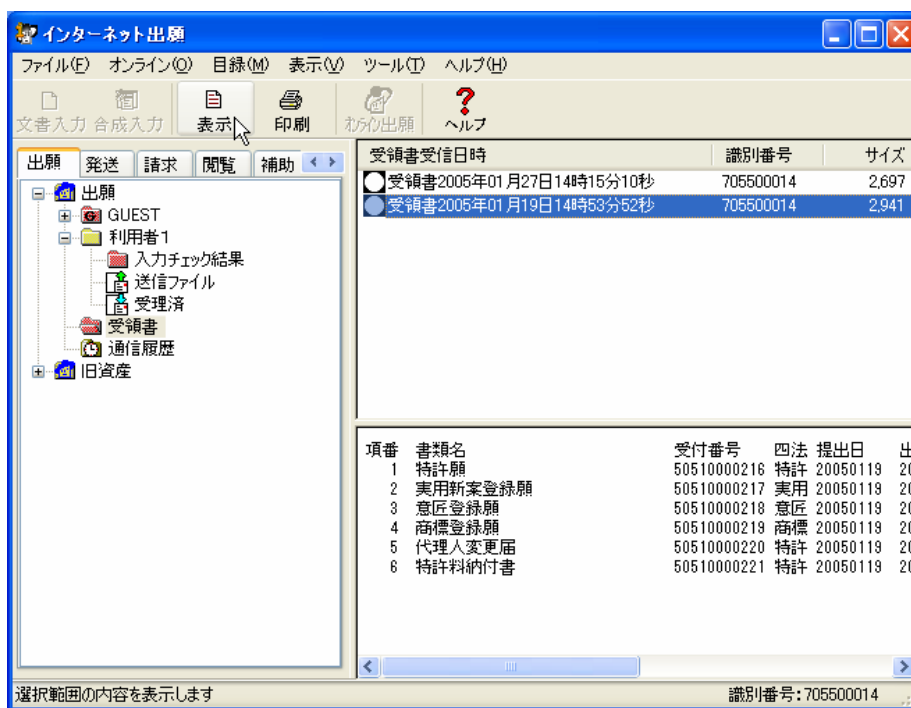 インターネット出願
ファイル(F) オンライン(O) 目録(M) 表示(V) ツール(T) ヘルプ(H)
文書入力 合成入力 表示 印刷 オンライン出願 ヘルプ
出願 発送 請求 閲覧 補助
出願
GUEST
利用者1
入力チェック結果
送信ファイル
受理済
受領書
通信履歴
旧資産
受領書受信日時 識別番号 サイズ
受領書2005年01月27日14時15分10秒 705500014 2,697
受領書2005年01月19日14時53分52秒 705500014 2,941
項番 書類名 受付番号 四法 提出日 出
1 特許願 50510000216 特許 20050119 20
2 実用新案登録願 50510000217 実用 20050119 20
3 意匠登録願 50510000218 意匠 20050119 20
4 商標登録願 50510000219 商標 20050119 20
5 代理人変更届 50510000220 特許 20050119 20
6 特許料納付書 50510000221 特許 20050119 20
選択範囲の内容を表示します 識別番号:705500014